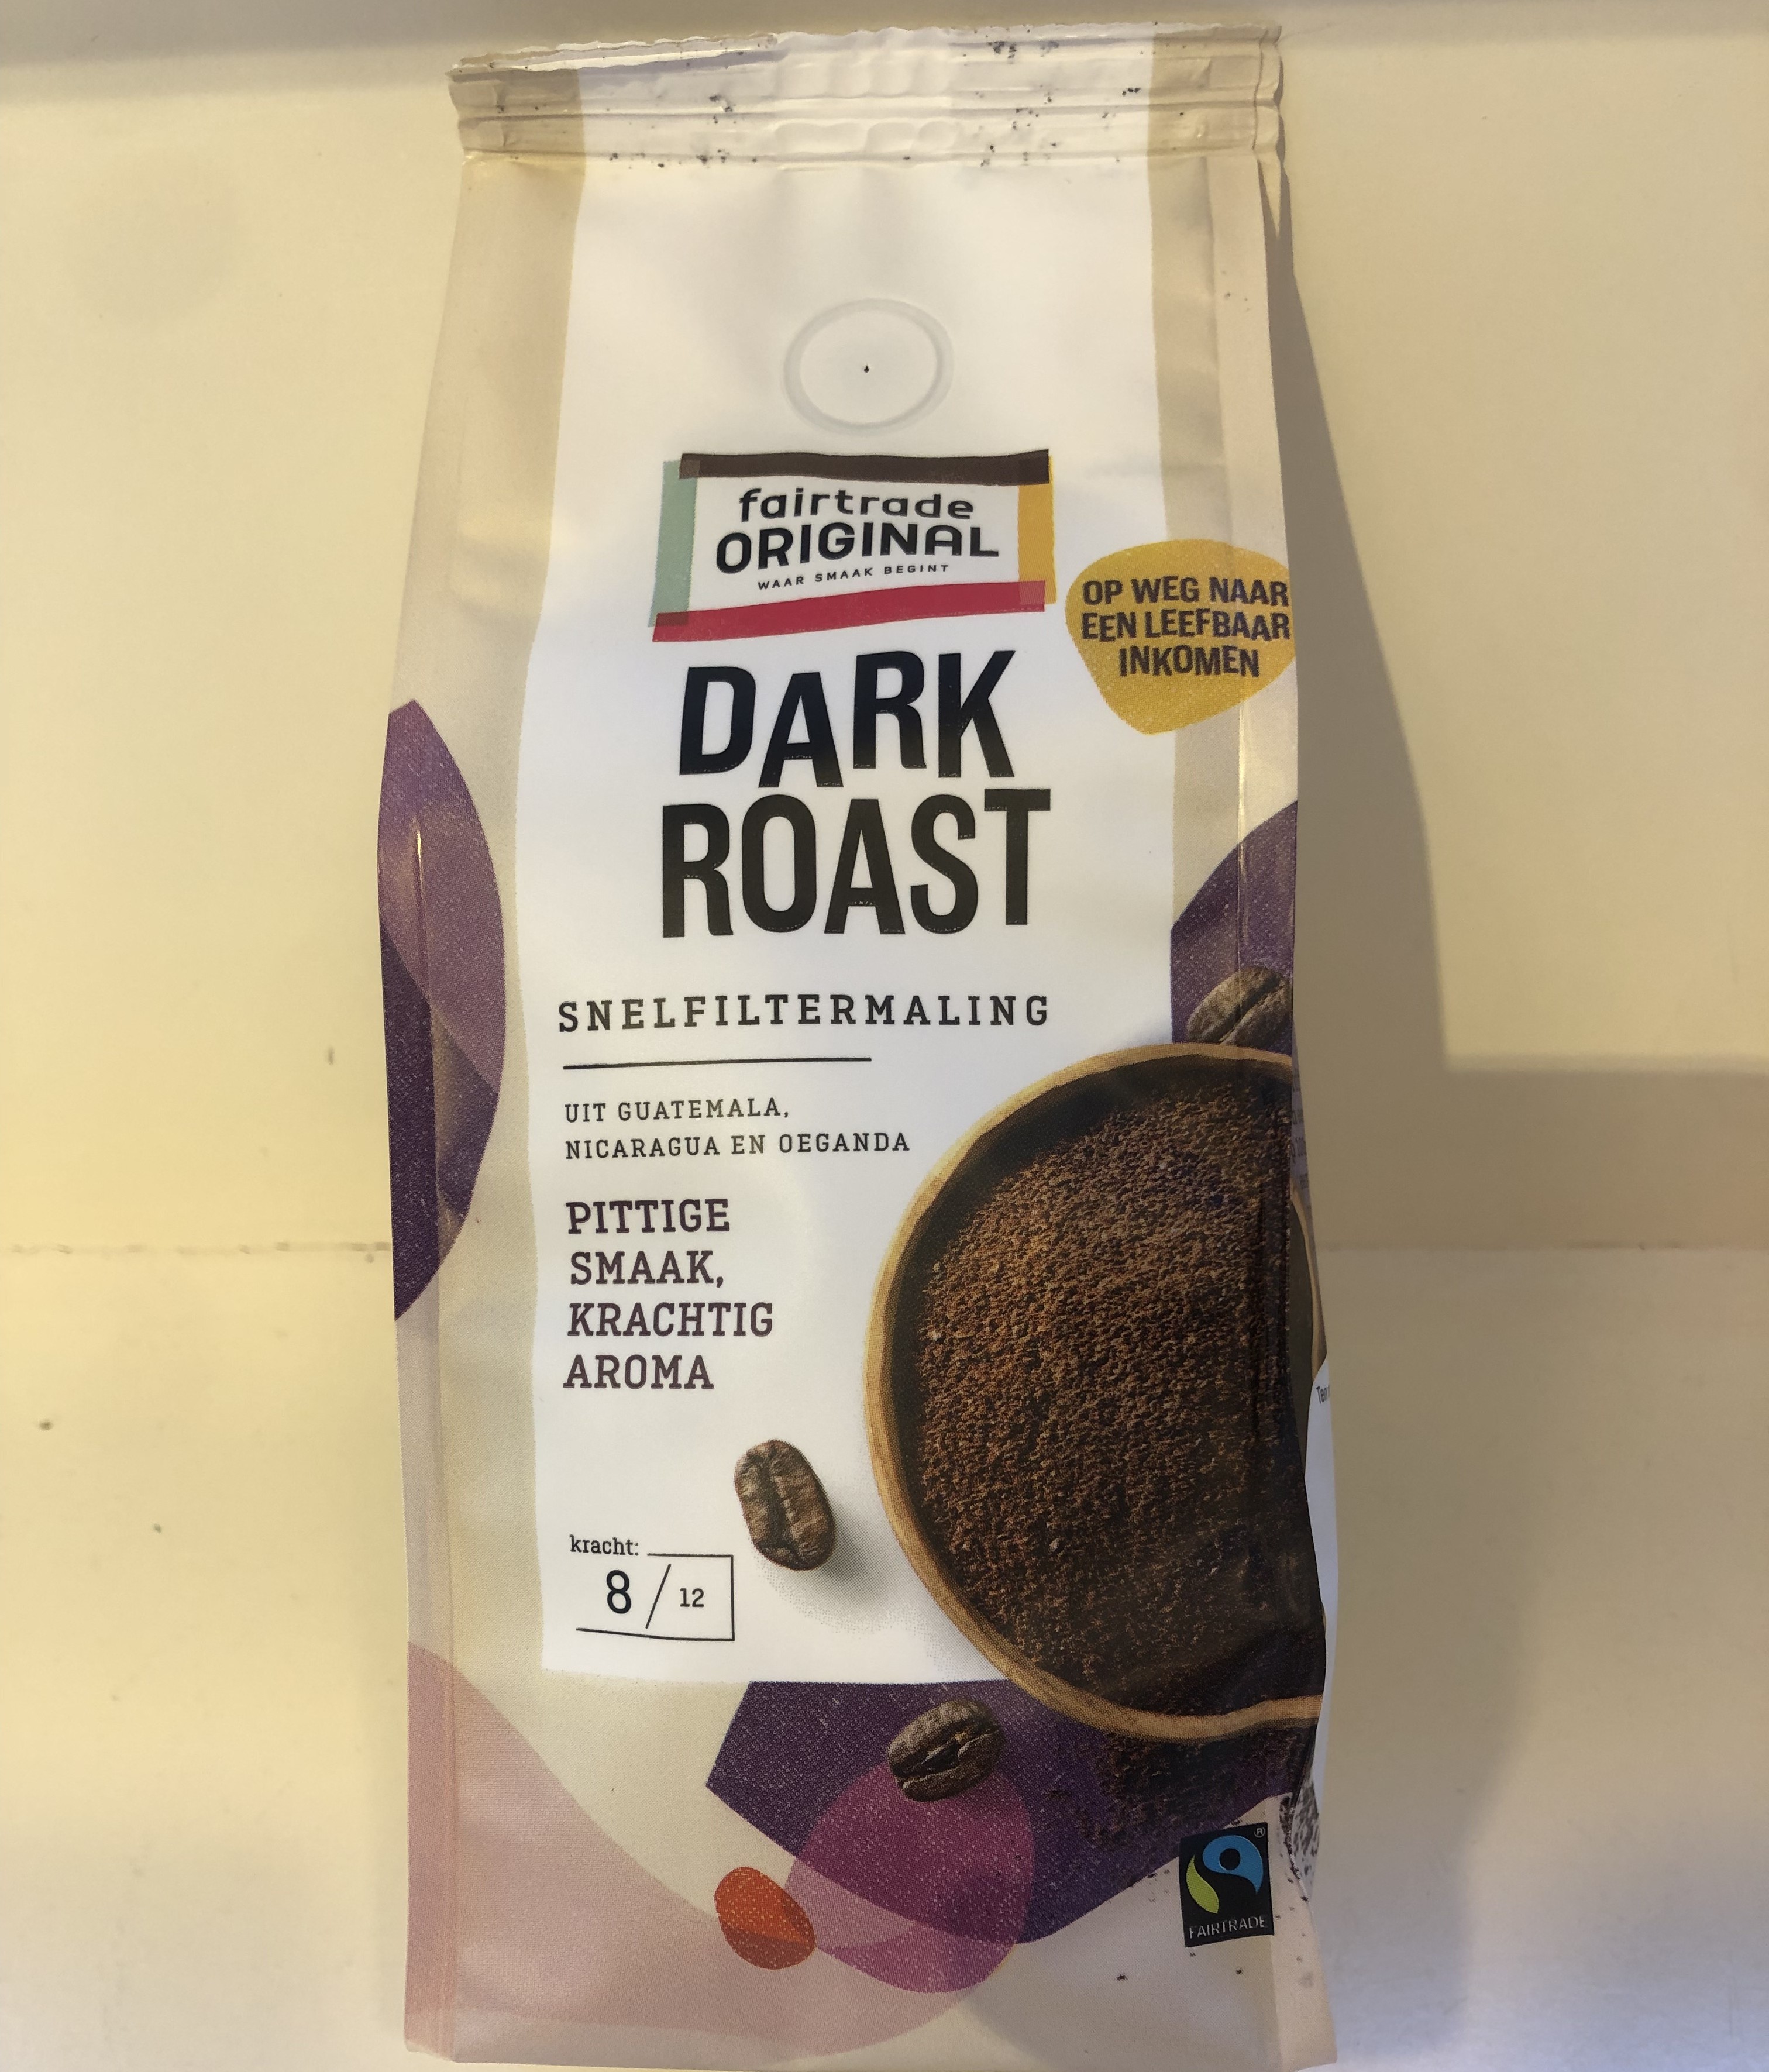 fairtrade
ORIGINAL
WAAR SMAAK BEGINT
OP WEG NAAR
EEN LEEFBAAR
INKOMEN
DARK
ROAST
SNELFILTERMALING
UIT GUATEMALA,
NICARAGUA EN OEGANDA
PITTIGE
SMAAK,
KRACHTIG
AROMA
kracht:
8/12
FAIRTRADE